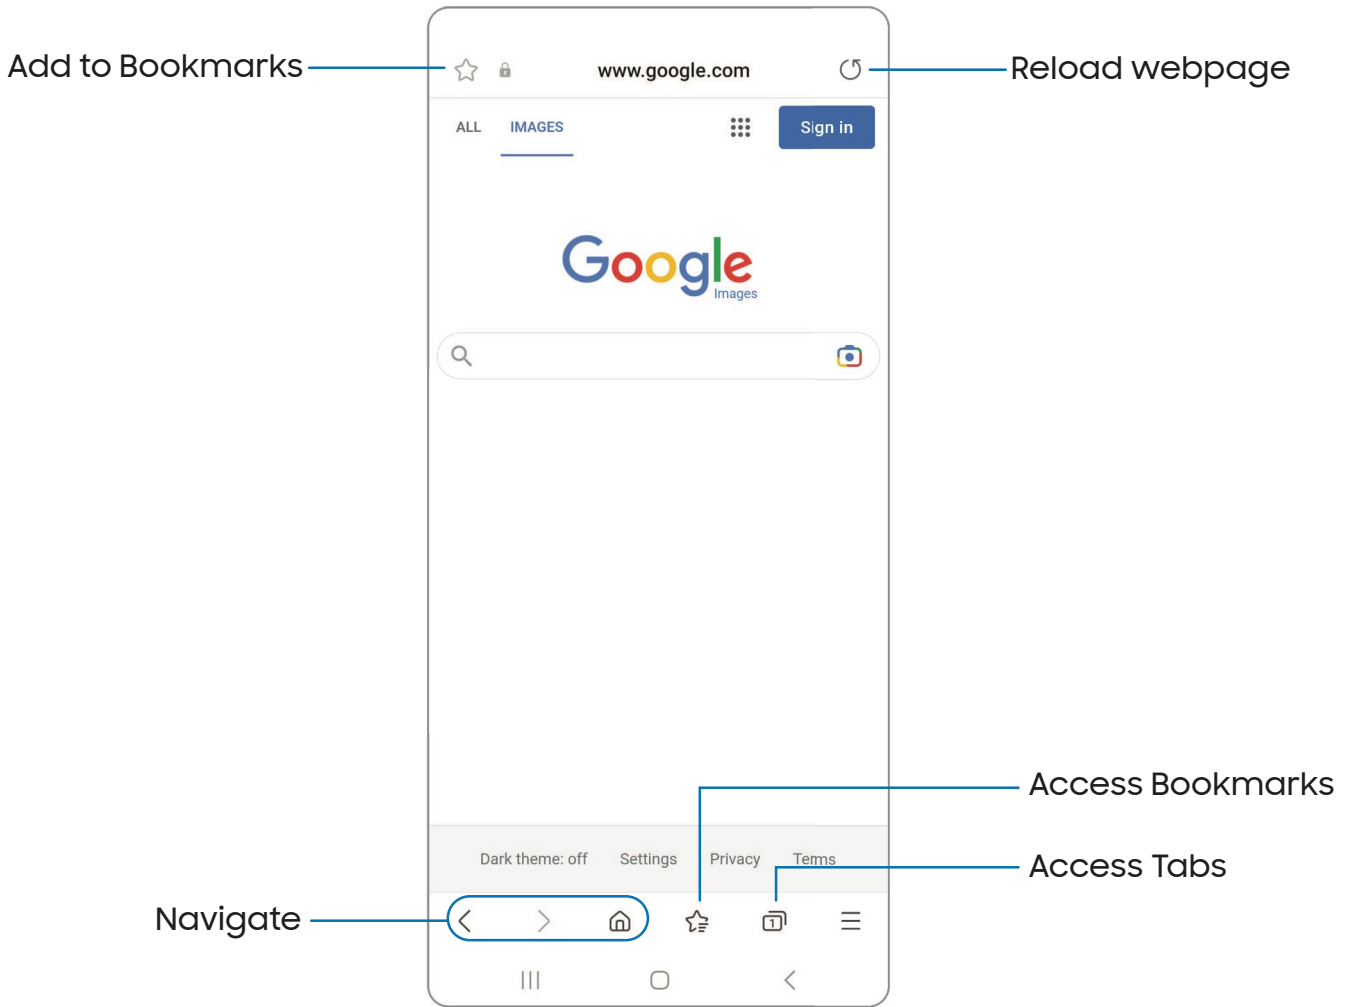 Add to Bookmarks
www.google.com
Reload webpage
ALL IMAGES
Sign in
Google
Images
Access Bookmarks
Dark theme: off Settings Privacy Terms
Access Tabs
Navigate
1